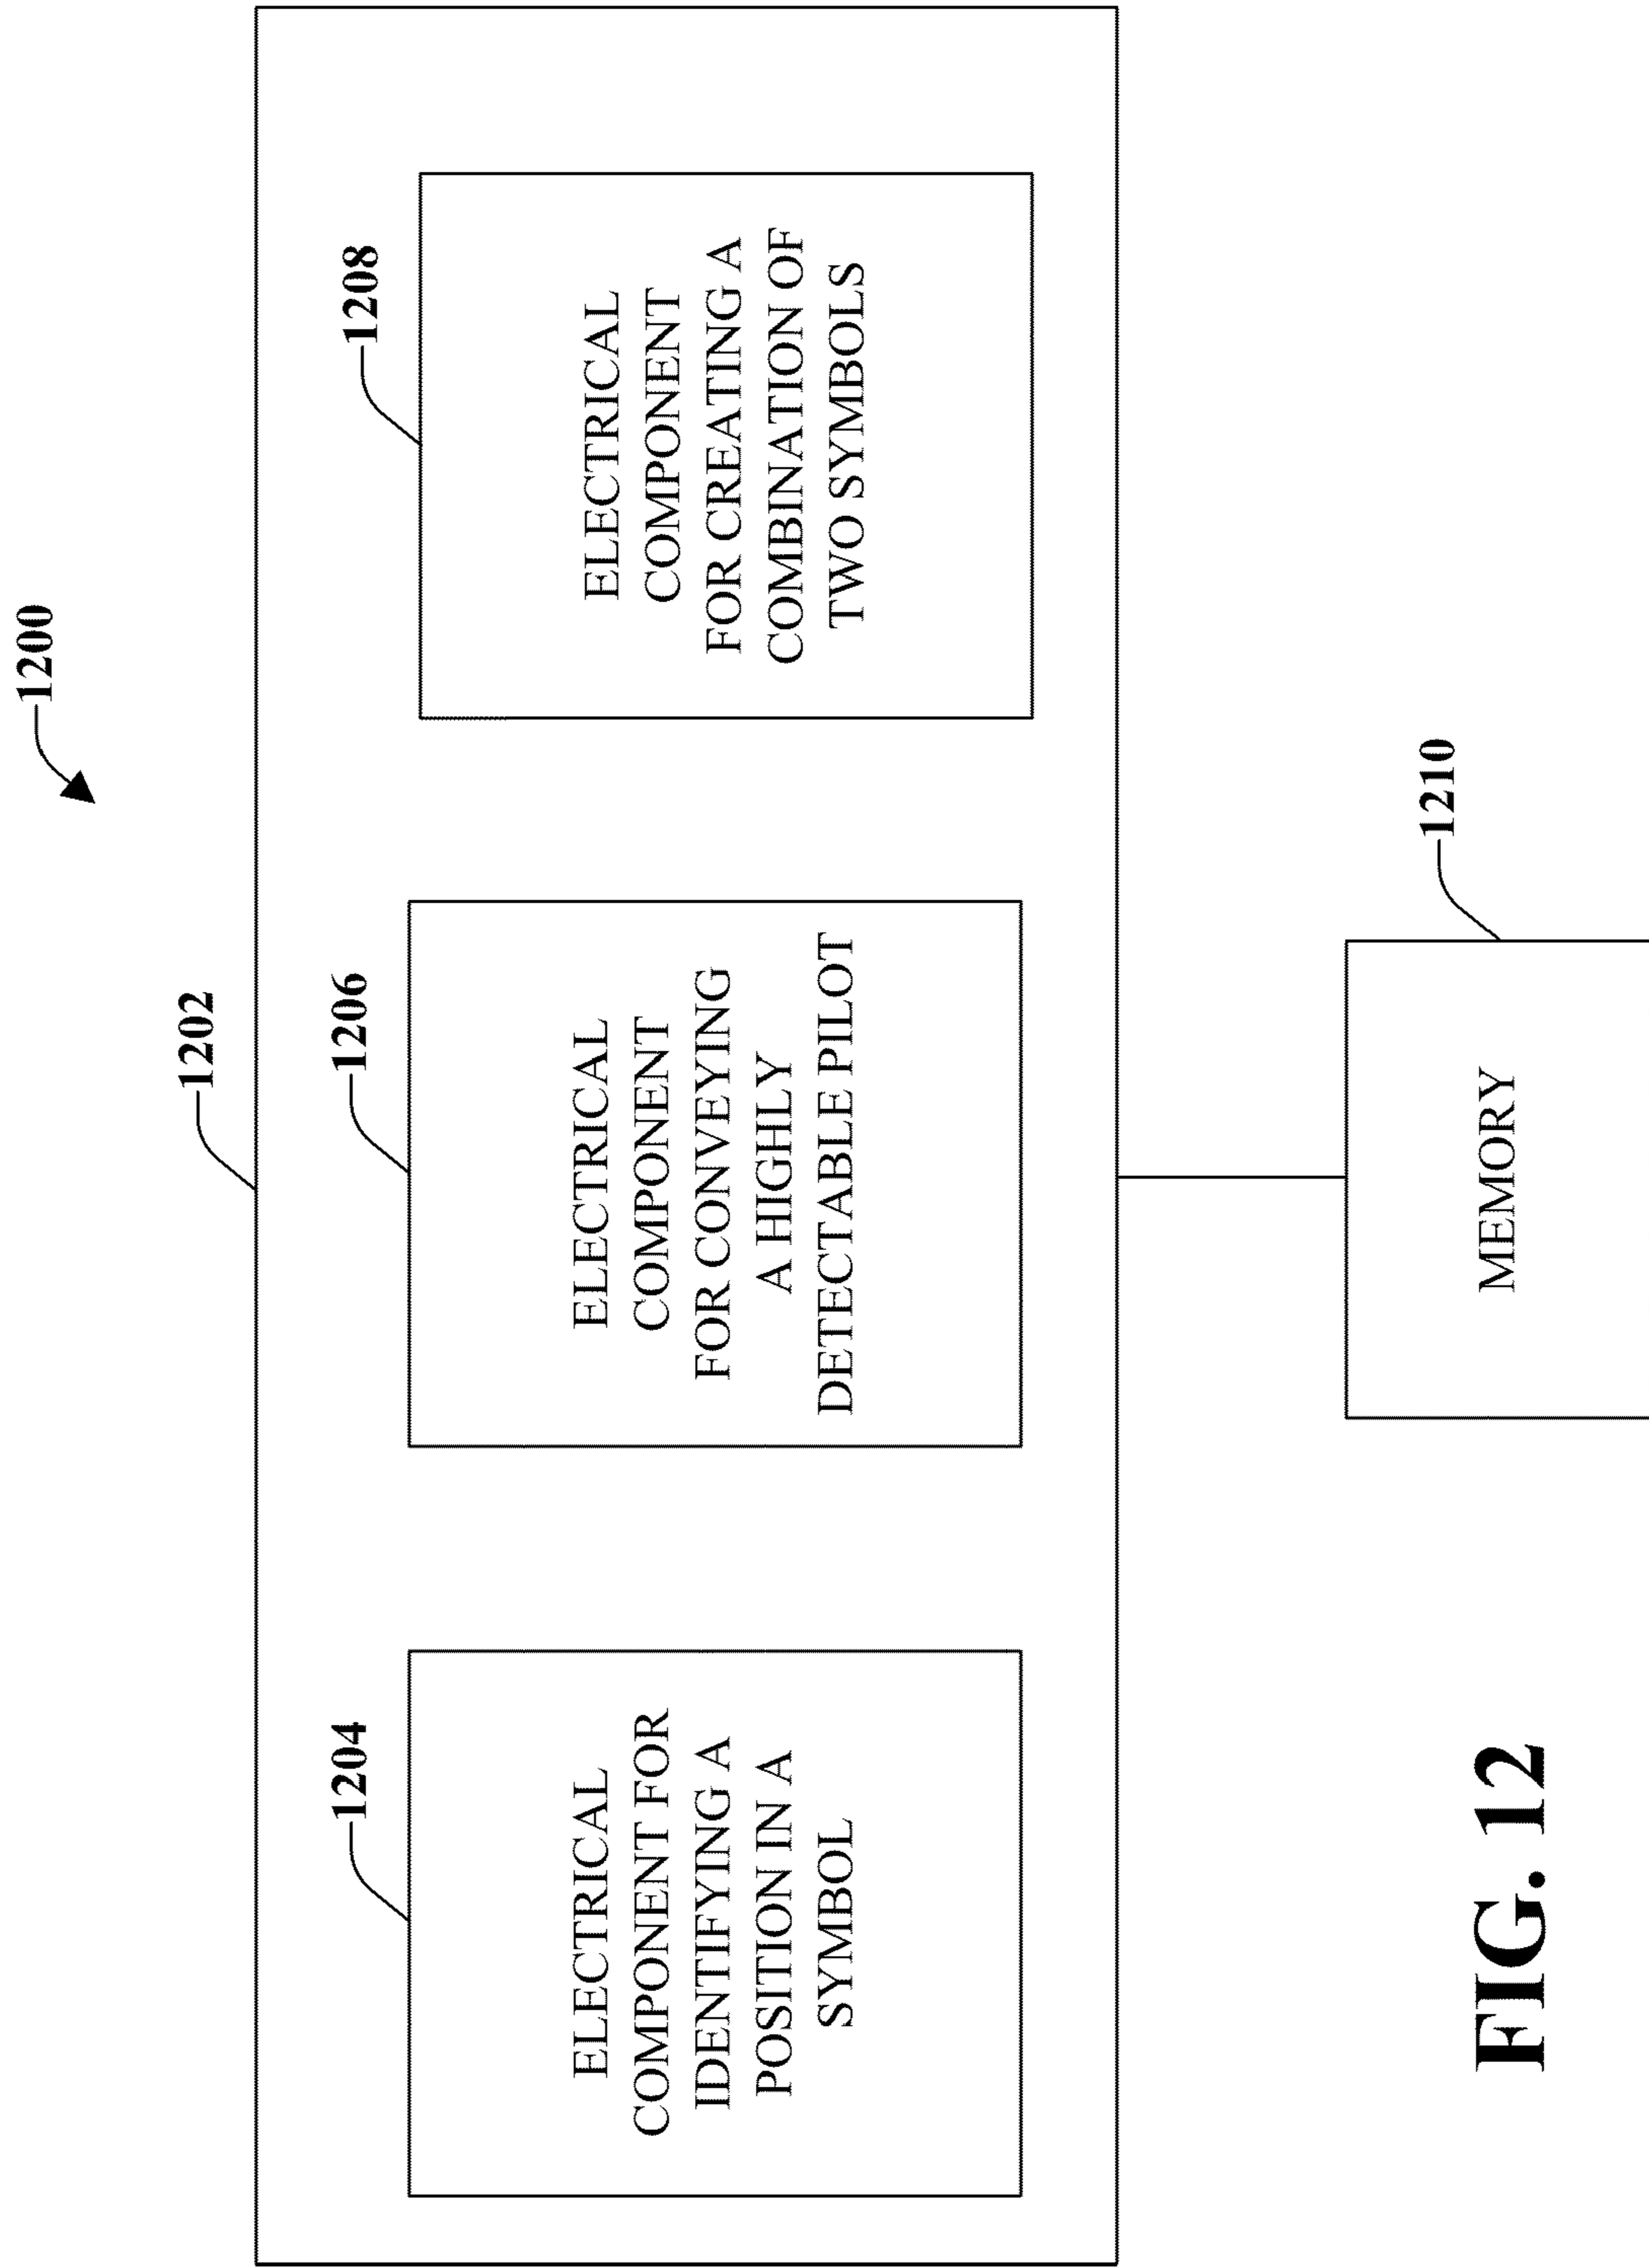 1200
1202
1204
ELECTRICAL
COMPONENT FOR
IDENTIFYING A
POSITION IN A
SYMBOL
1206
ELECTRICAL
COMPONENT
FOR CONVEYING
A HIGHLY
DETECTABLE PILOT
1208
ELECTRICAL
COMPONENT
FOR CREATING A
COMBINATION OF
TWO SYMBOLS
1210
MEMORY
FIG. 12